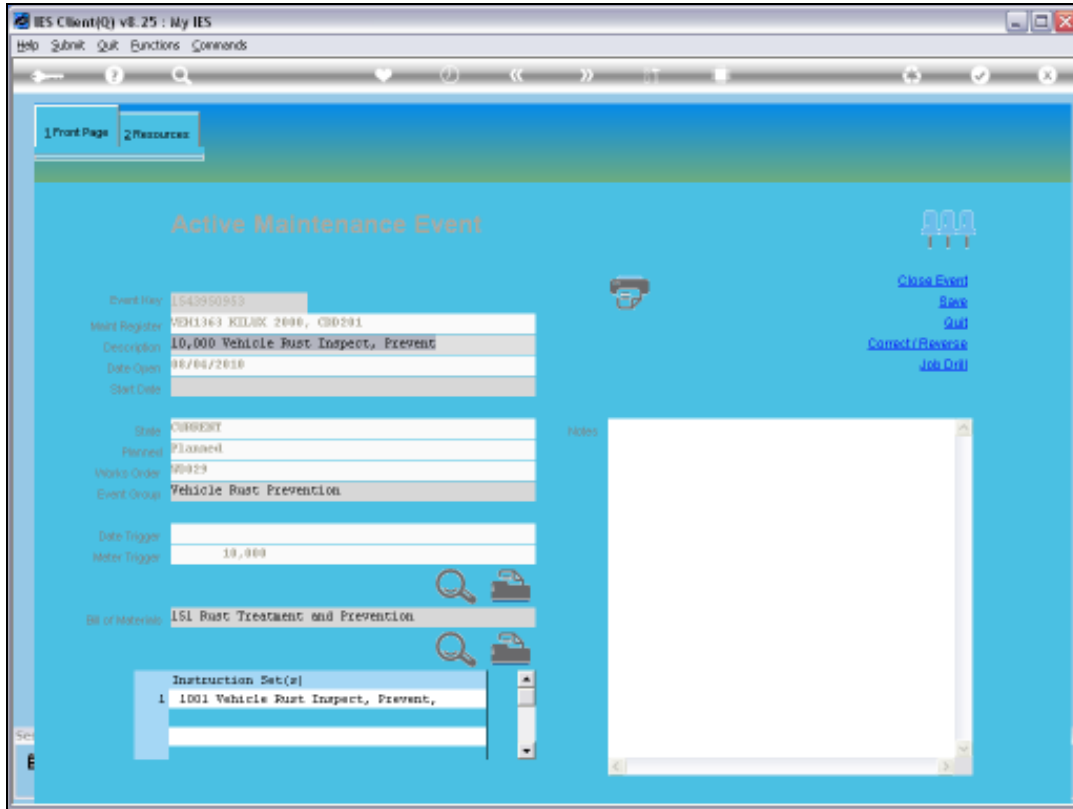 IES Client(Q) v8.25 : My IES
Help Submit Quit Functions Commands
1 Front Page 2 Resources
Active Maintenance Event
Close Event
Event Key 1543950953
Save
Maint Register VEH1363 KILUX 2000, CBD201
Quit
Description 10,000 Vehicle Rust Inspect, Prevent
Correct / Reverse
Date Open 08/06/2010
Job Drill
Start Date
State CURRENT
Notes
Planned Planned
Works Order WO029
Event Group Vehicle Rust Prevention
Date Trigger
Meter Trigger 10,000
Bill of Materials 151 Rust Treatment and Prevention
Instruction Set(s)
1 1001 Vehicle Rust Inspect, Prevent,